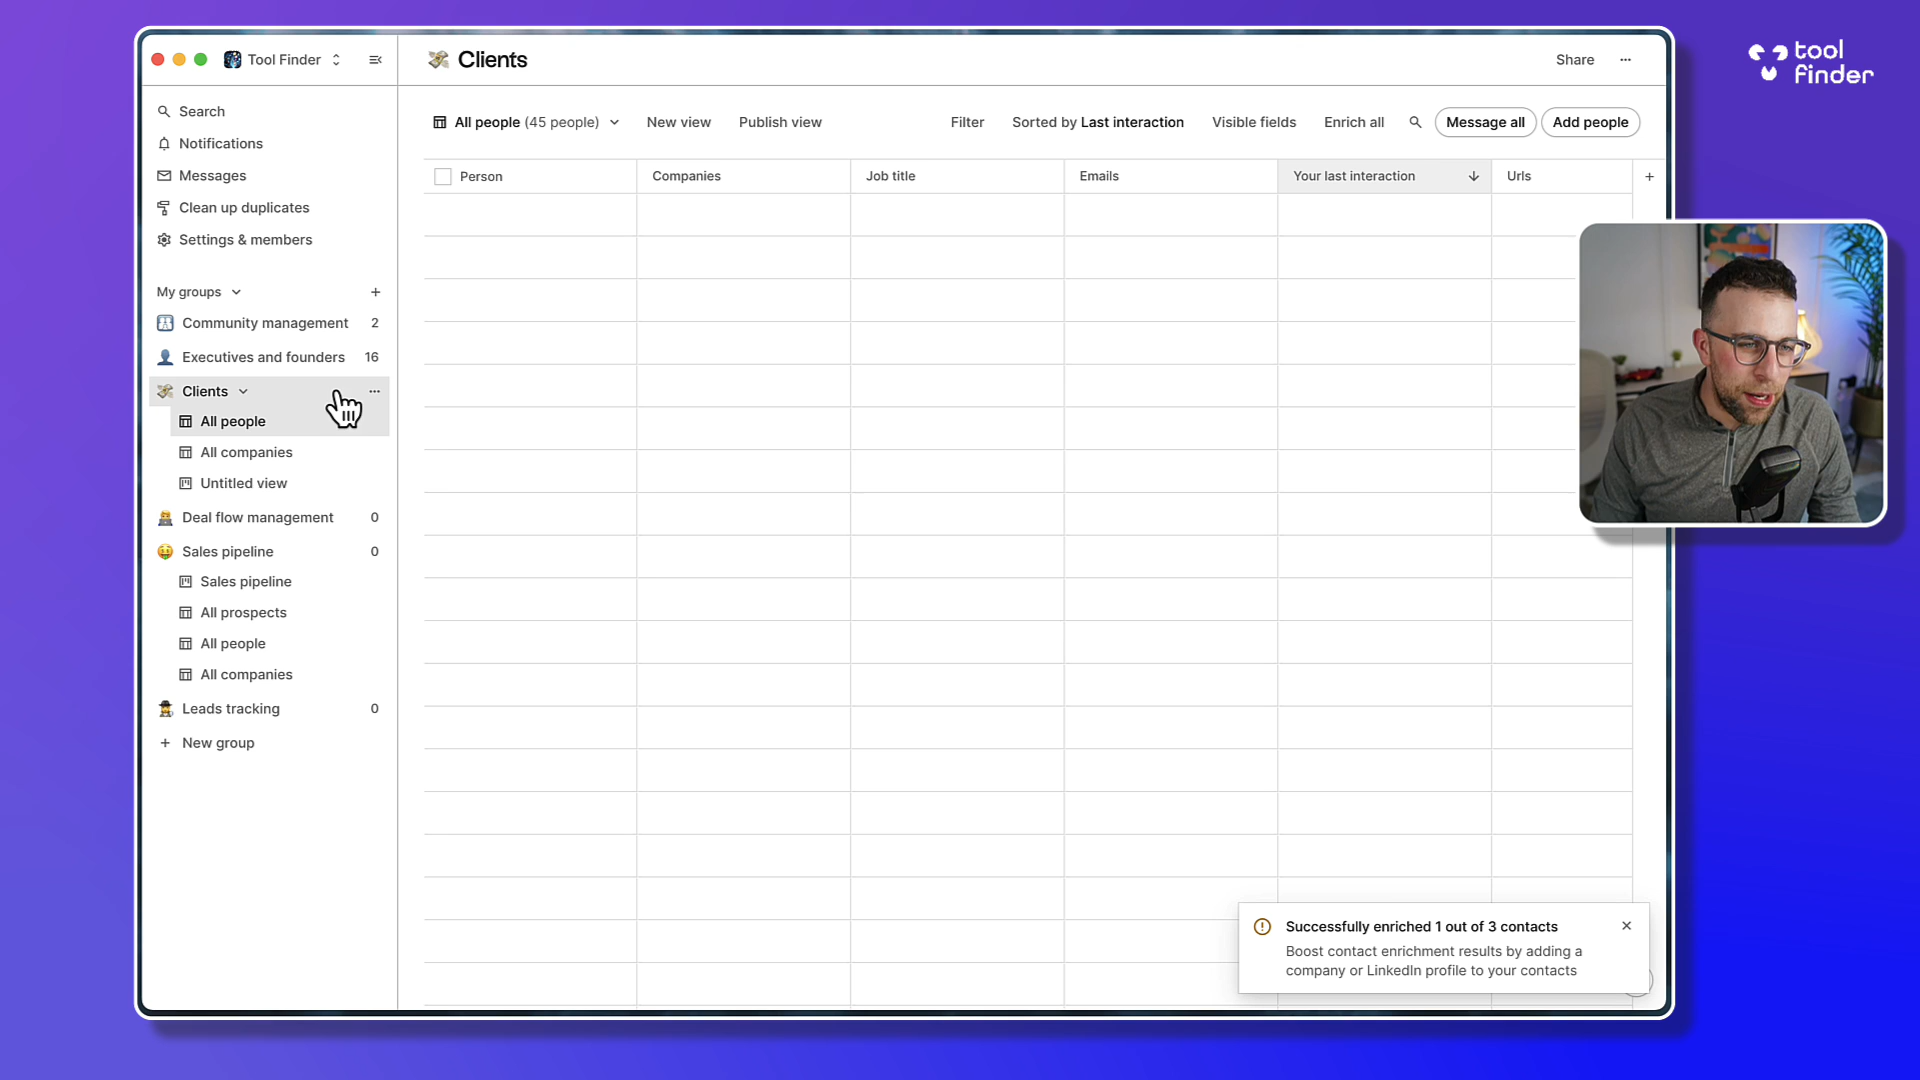 Tool Finder
Clients
Share
tool
finder
Search
Notifications
Messages
Clean up duplicates
Settings & members
All people (45 people)
New view
Publish view
Filter
Sorted by Last interaction
Visible fields
Enrich all
Message all
Add people
Person
Companies
Job title
Emails
Your last interaction
Urls
My groups
Community management 2
Executives and founders 16
Clients
All people
All companies
Untitled view
Deal flow management 0
Sales pipeline 0
Sales pipeline
All prospects
All people
All companies
Leads tracking 0
New group
Successfully enriched 1 out of 3 contacts
Boost contact enrichment results by adding a
company or LinkedIn profile to your contacts